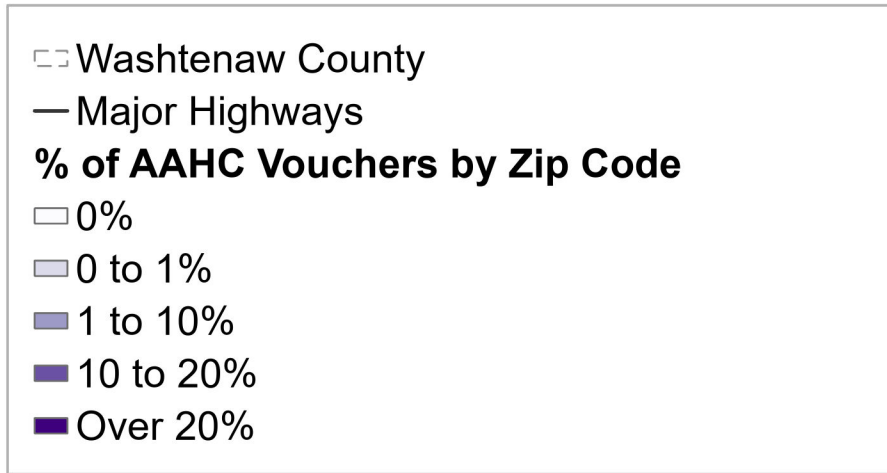 Washtenaw County
Major Highways
% of AAHC Vouchers by Zip Code
0%
0 to 1%
1 to 10%
10 to 20%
Over 20%